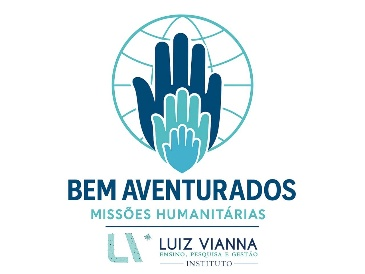 BEM AVENTURADOS
MISSÕES HUMANITÁRIAS
LV
LUIZ VIANNA
ENSINO, PESQUISA E GESTÃO
INSTITUTO